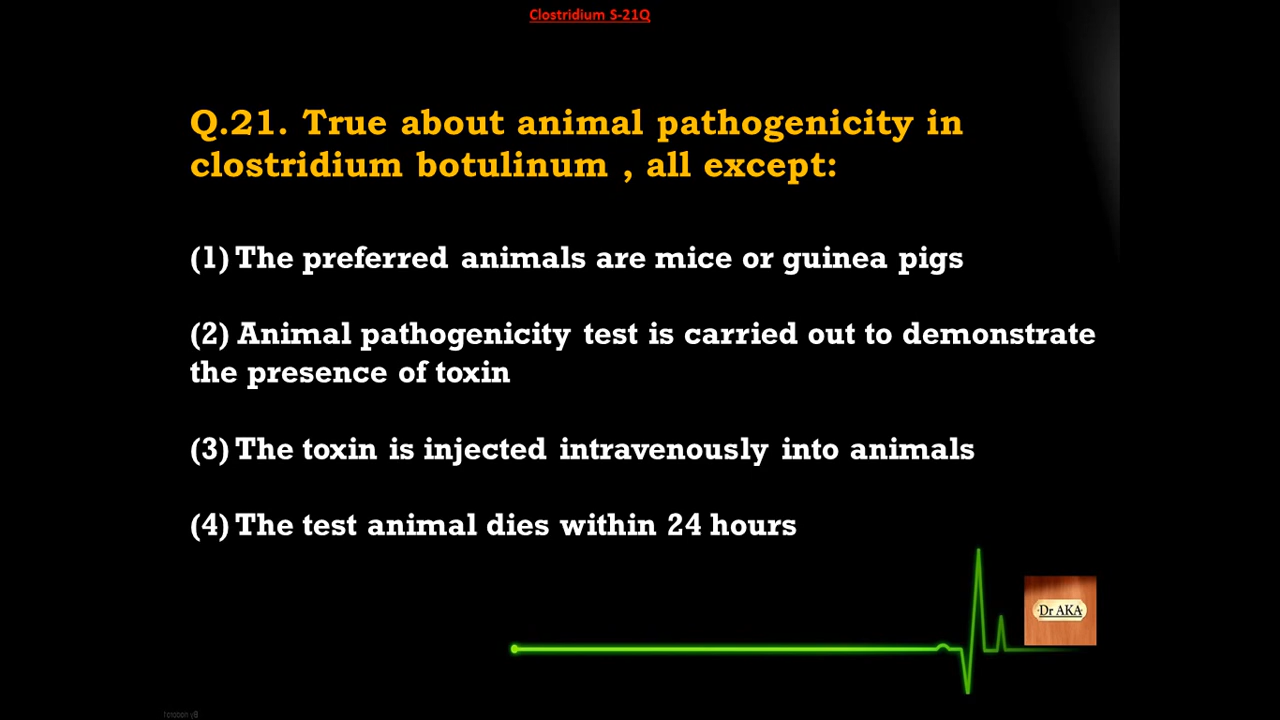 Clostridium S-21Q
Q.21. True about animal pathogenicity in
clostridium botulinum , all except:
(1) The preferred animals are mice or guinea pigs
(2) Animal pathogenicity test is carried out to demonstrate
the presence of toxin
(3) The toxin is injected intravenously into animals
(4) The test animal dies within 24 hours
Dr AKA